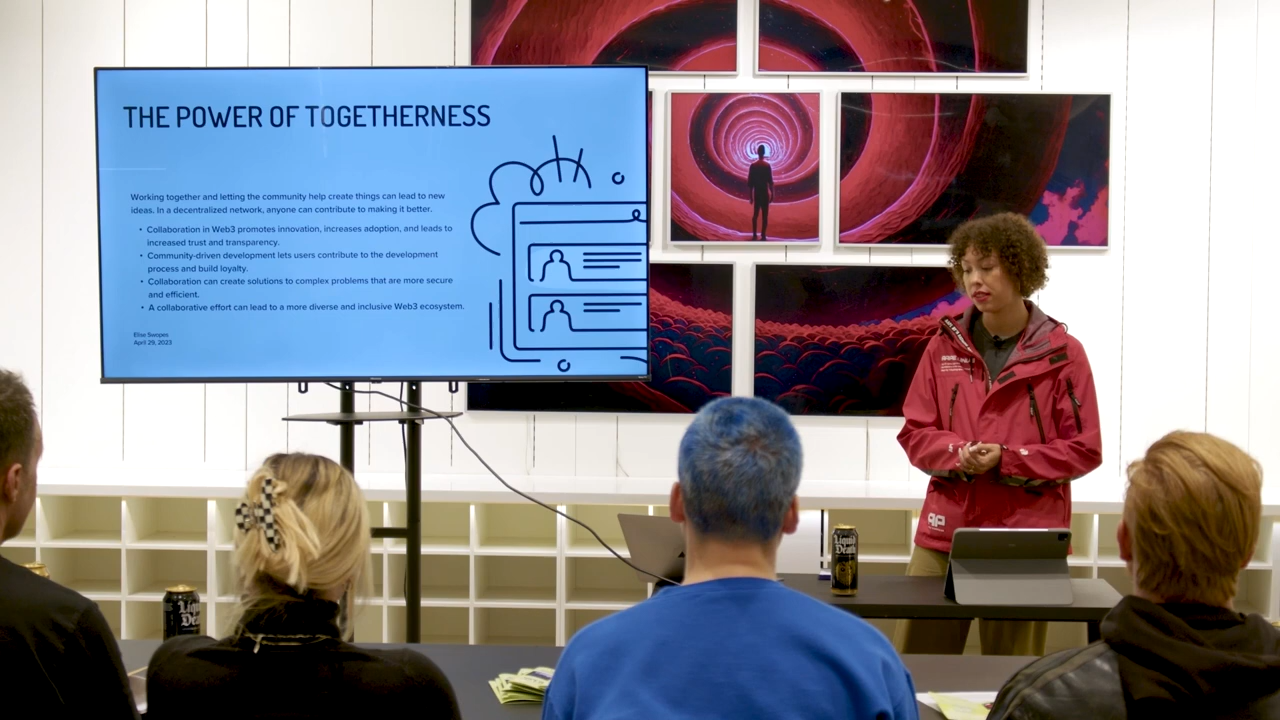 THE POWER OF TOGETHERNESS
Working together and letting the community help create things can lead to new
ideas. In a decentralized network, anyone can contribute to making it better.
• Collaboration in Web3 promotes innovation, increases adoption, and leads to
increased trust and transparency.
• Community-driven development lets users contribute to the development
process and build loyalty.
• Collaboration can create solutions to complex problems that are more secure
and efficient.
• A collaborative effort can lead to a more diverse and inclusive Web3 ecosystem.
Elise Swopes
April 29, 2023
Liquid
Death
Liquid
Death